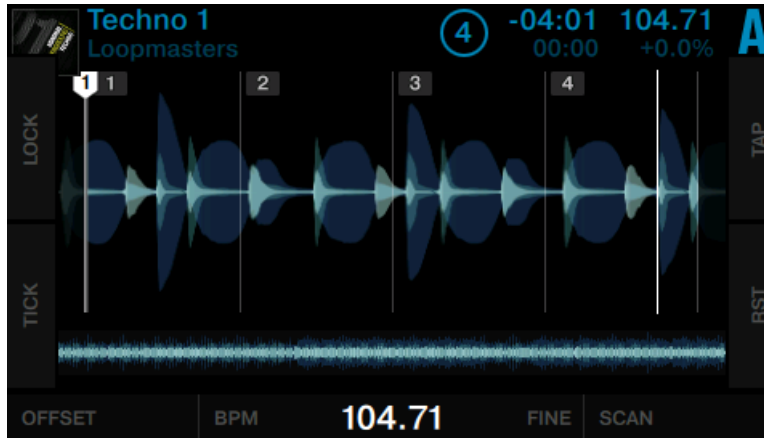 Techno 1
Loopmasters
4
-04:01
00:00
104.71
+0.0%
A
LOCK
TAP
1 1 2 3 4
TICK
RST
OFFSET BPM 104.71 FINE SCAN